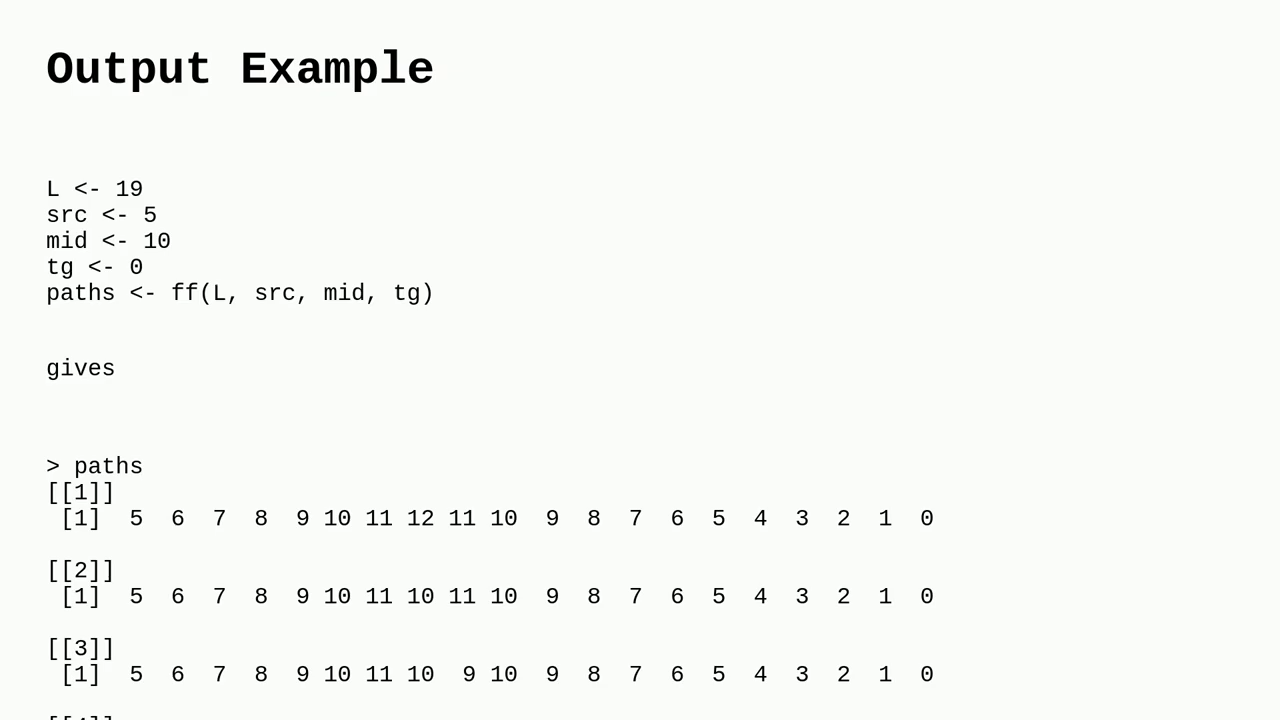 Output Example
L <- 19
src <- 5
mid <- 10
tg <- 0
paths <- ff(L, src, mid, tg)
gives
> paths
[[1]]
 [1]  5  6  7  8  9 10 11 12 11 10  9  8  7  6  5  4  3  2  1  0
[[2]]
 [1]  5  6  7  8  9 10 11 10 11 10  9  8  7  6  5  4  3  2  1  0
[[3]]
 [1]  5  6  7  8  9 10 11 10  9 10  9  8  7  6  5  4  3  2  1  0